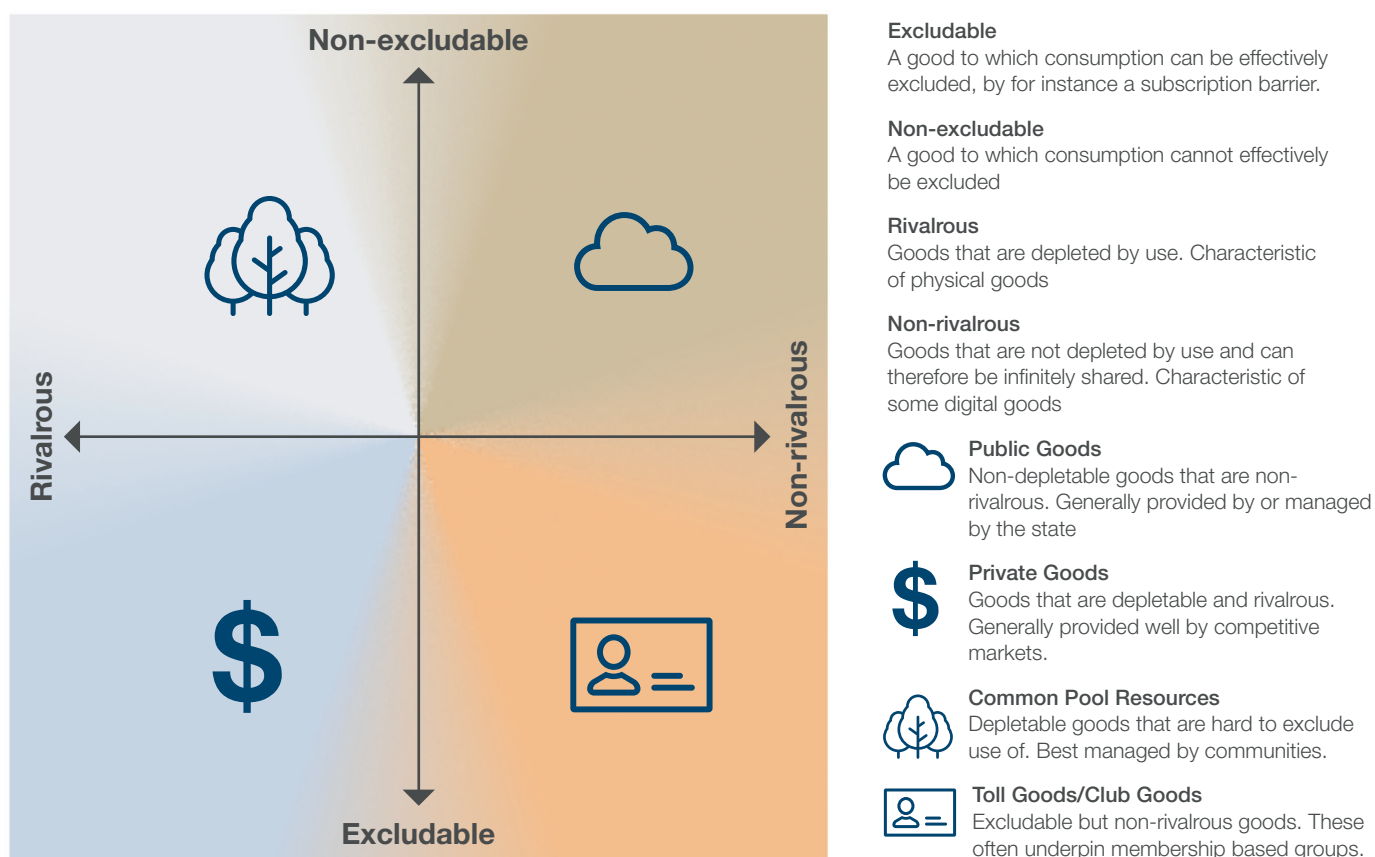 Non-excludable
Rivalrous
Non-rivalrous
Excludable
$
Excludable
A good to which consumption can be effectively
excluded, by for instance a subscription barrier.
Non-excludable
A good to which consumption cannot effectively
be excluded
Rivalrous
Goods that are depleted by use. Characteristic
of physical goods
Non-rivalrous
Goods that are not depleted by use and can
therefore be infinitely shared. Characteristic of
some digital goods
Public Goods
Non-depletable goods that are non-
rivalrous. Generally provided by or managed
by the state
$
Private Goods
Goods that are depletable and rivalrous.
Generally provided well by competitive
markets.
Common Pool Resources
Depletable goods that are hard to exclude
use of. Best managed by communities.
Toll Goods/Club Goods
Excludable but non-rivalrous goods. These
often underpin membership based groups.